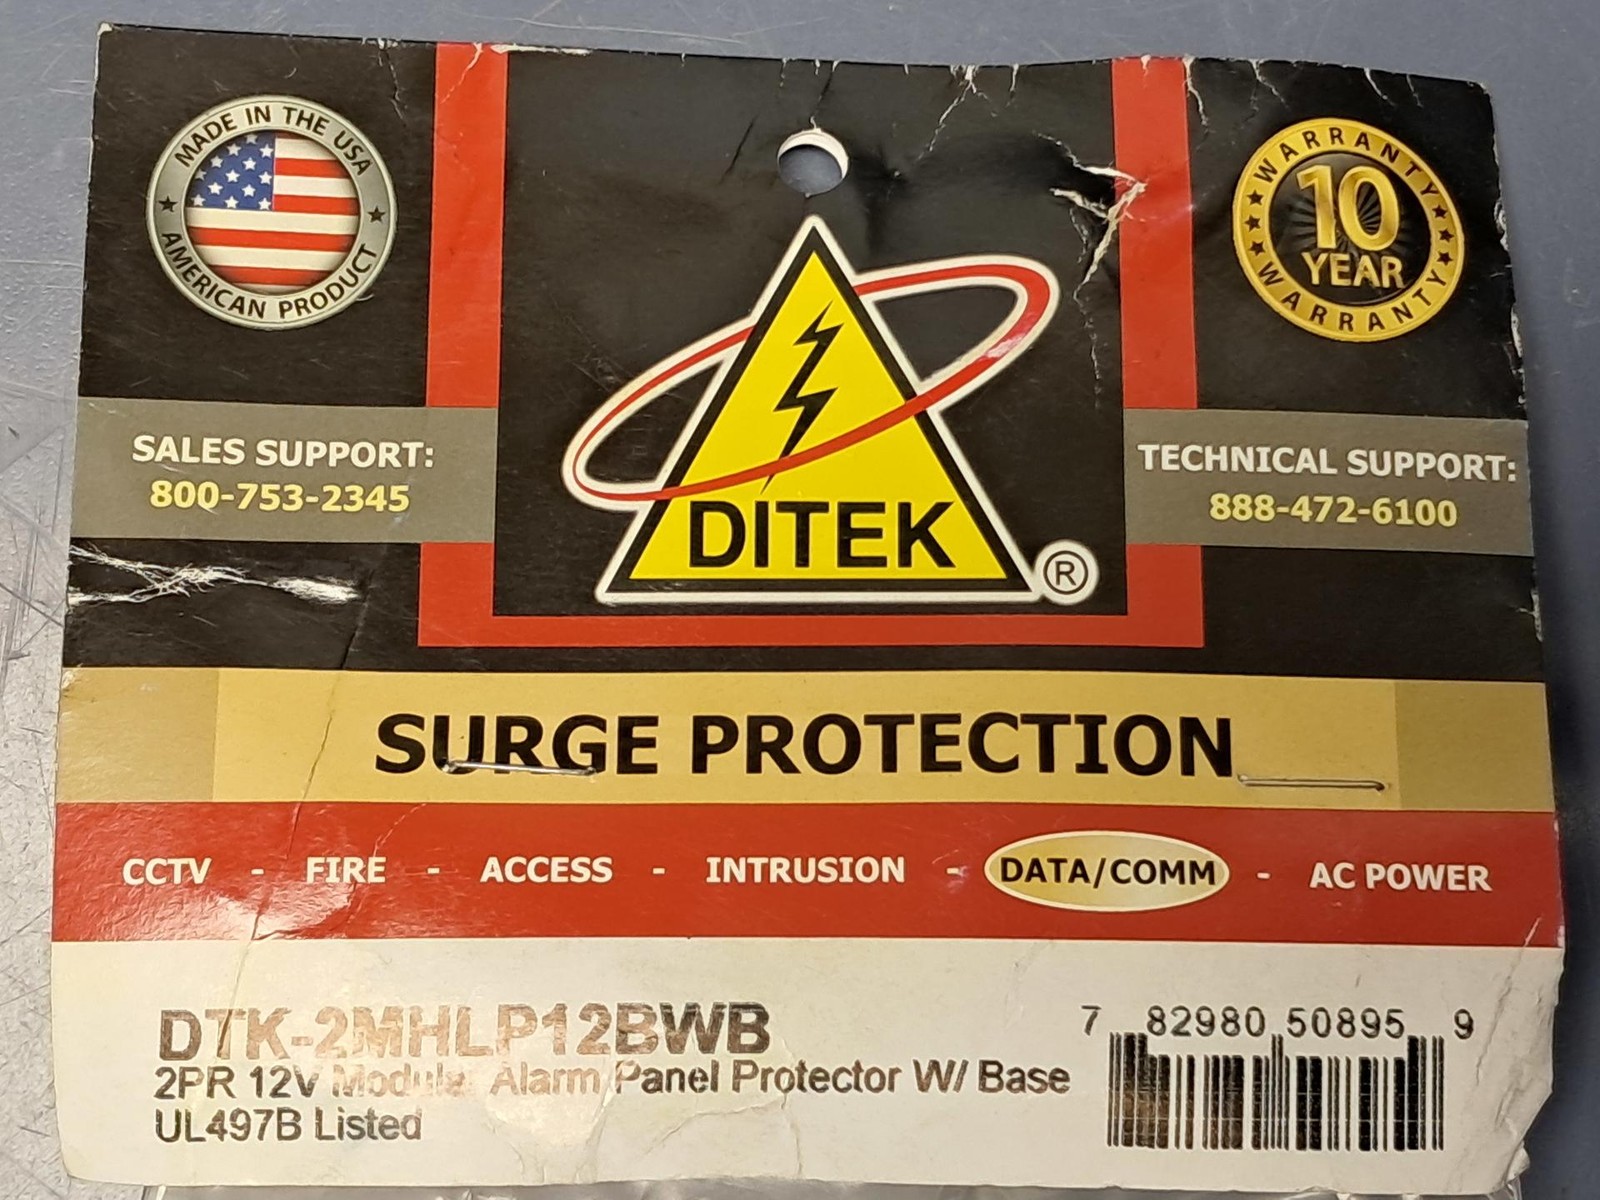 MADE IN THE USA
AMERICAN PRODUCT
WARRANTY
10
YEAR
WARRANTY
SALES SUPPORT:
800-753-2345
DITEK
®
TECHNICAL SUPPORT:
888-472-6100
SURGE PROTECTION
CCTV - FIRE - ACCESS - INTRUSION - DATA/COMM - AC POWER
DTK-2MHLP12BWB
2PR 12V Modular Alarm Panel Protector W/ Base
UL497B Listed
7 82980 50895 9